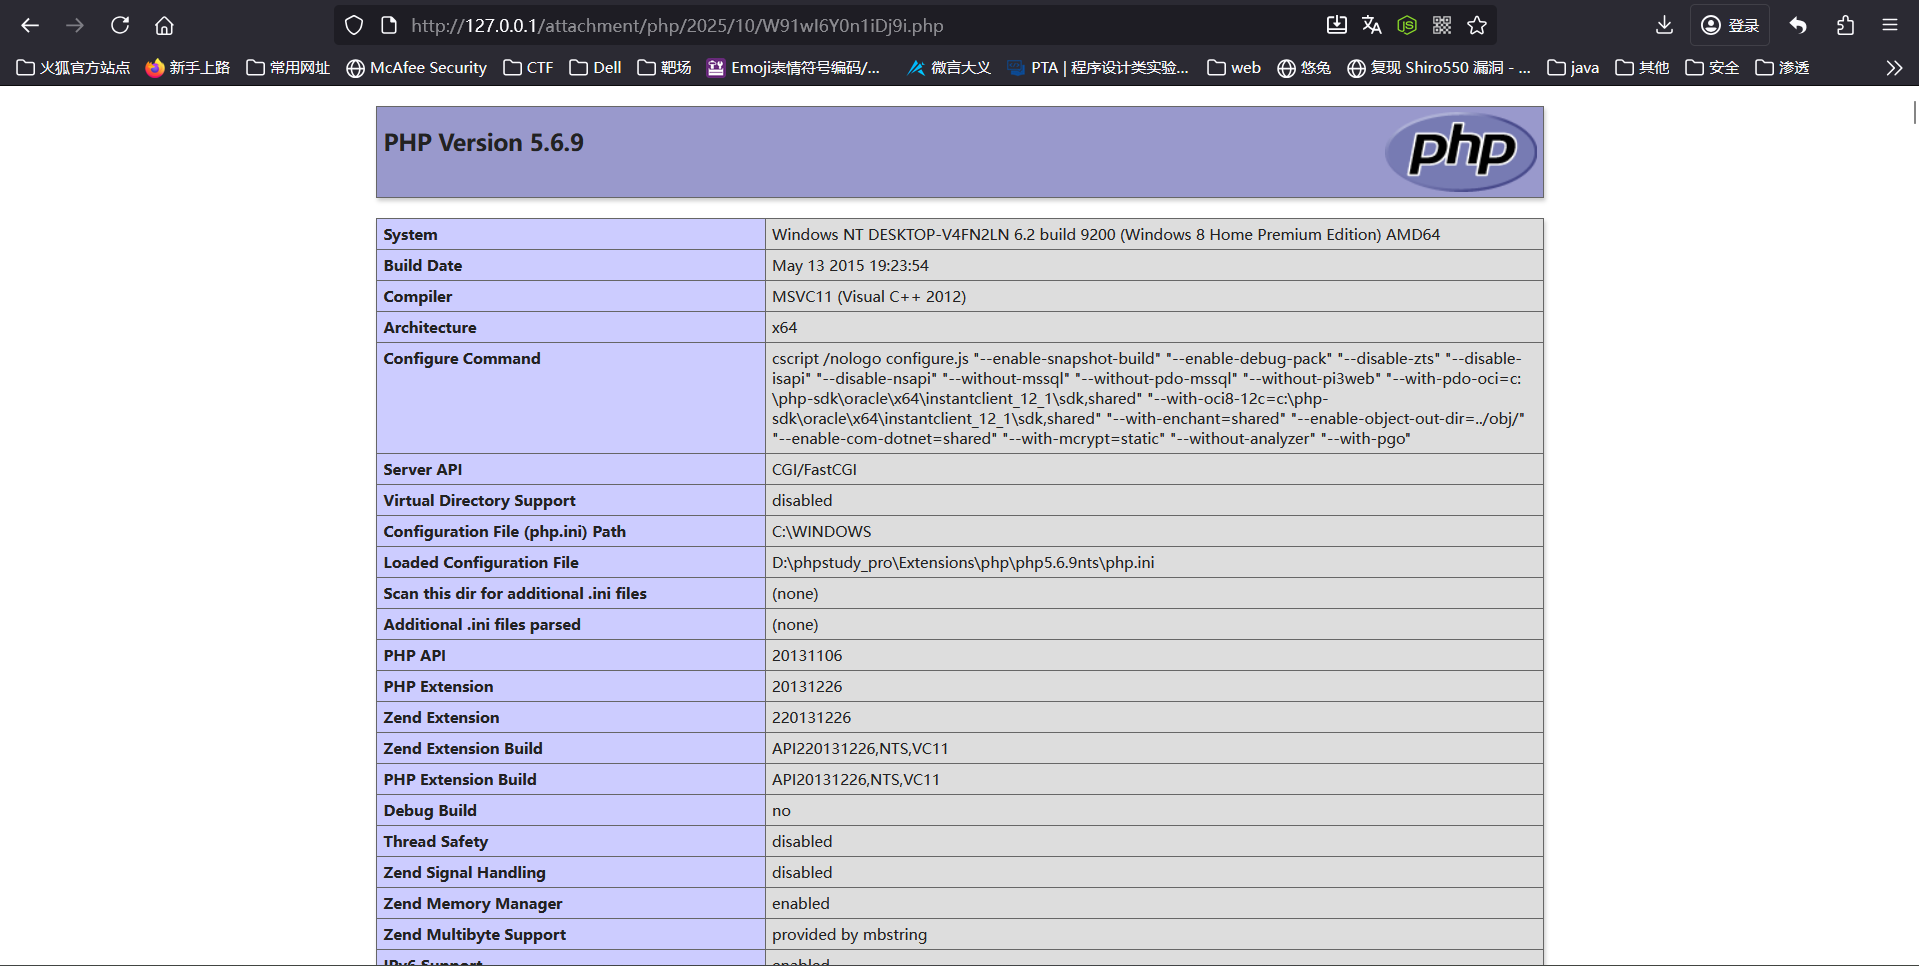 http://127.0.0.1/attachment/php/2025/10/W91wI6Y0n1iDj9i.php
登录
火狐官方站点 新手上路 常用网址 McAfee Security CTF Dell 靶场 Emoji表情符号编码/... 微言大义 PTA | 程序设计类实验... web 悠兔 复现 Shiro550 漏洞 - ... java 其他 安全 渗透
PHP Version 5.6.9
php
System Windows NT DESKTOP-V4FN2LN 6.2 build 9200 (Windows 8 Home Premium Edition) AMD64
Build Date May 13 2015 19:23:54
Compiler MSVC11 (Visual C++ 2012)
Architecture x64
Configure Command cscript /nologo configure.js "--enable-snapshot-build" "--enable-debug-pack" "--disable-zts" "--disable-
isapi" "--disable-nsapi" "--without-mssql" "--without-pdo-mssql" "--without-pi3web" "--with-pdo-oci=c:
\php-sdk\oracle\x64\instantclient_12_1\sdk,shared" "--with-oci8-12c=c:\php-
sdk\oracle\x64\instantclient_12_1\sdk,shared" "--with-enchant=shared" "--enable-object-out-dir=../obj/"
"--enable-com-dotnet=shared" "--with-mcrypt=static" "--without-analyzer" "--with-pgo"
Server API CGI/FastCGI
Virtual Directory Support disabled
Configuration File (php.ini) Path C:\WINDOWS
Loaded Configuration File D:\phpstudy_pro\Extensions\php\php5.6.9nts\php.ini
Scan this dir for additional .ini files (none)
Additional .ini files parsed (none)
PHP API 20131106
PHP Extension 20131226
Zend Extension 220131226
Zend Extension Build API220131226,NTS,VC11
PHP Extension Build API20131226,NTS,VC11
Debug Build no
Thread Safety disabled
Zend Signal Handling disabled
Zend Memory Manager enabled
Zend Multibyte Support provided by mbstring
IPv6 Support enabled